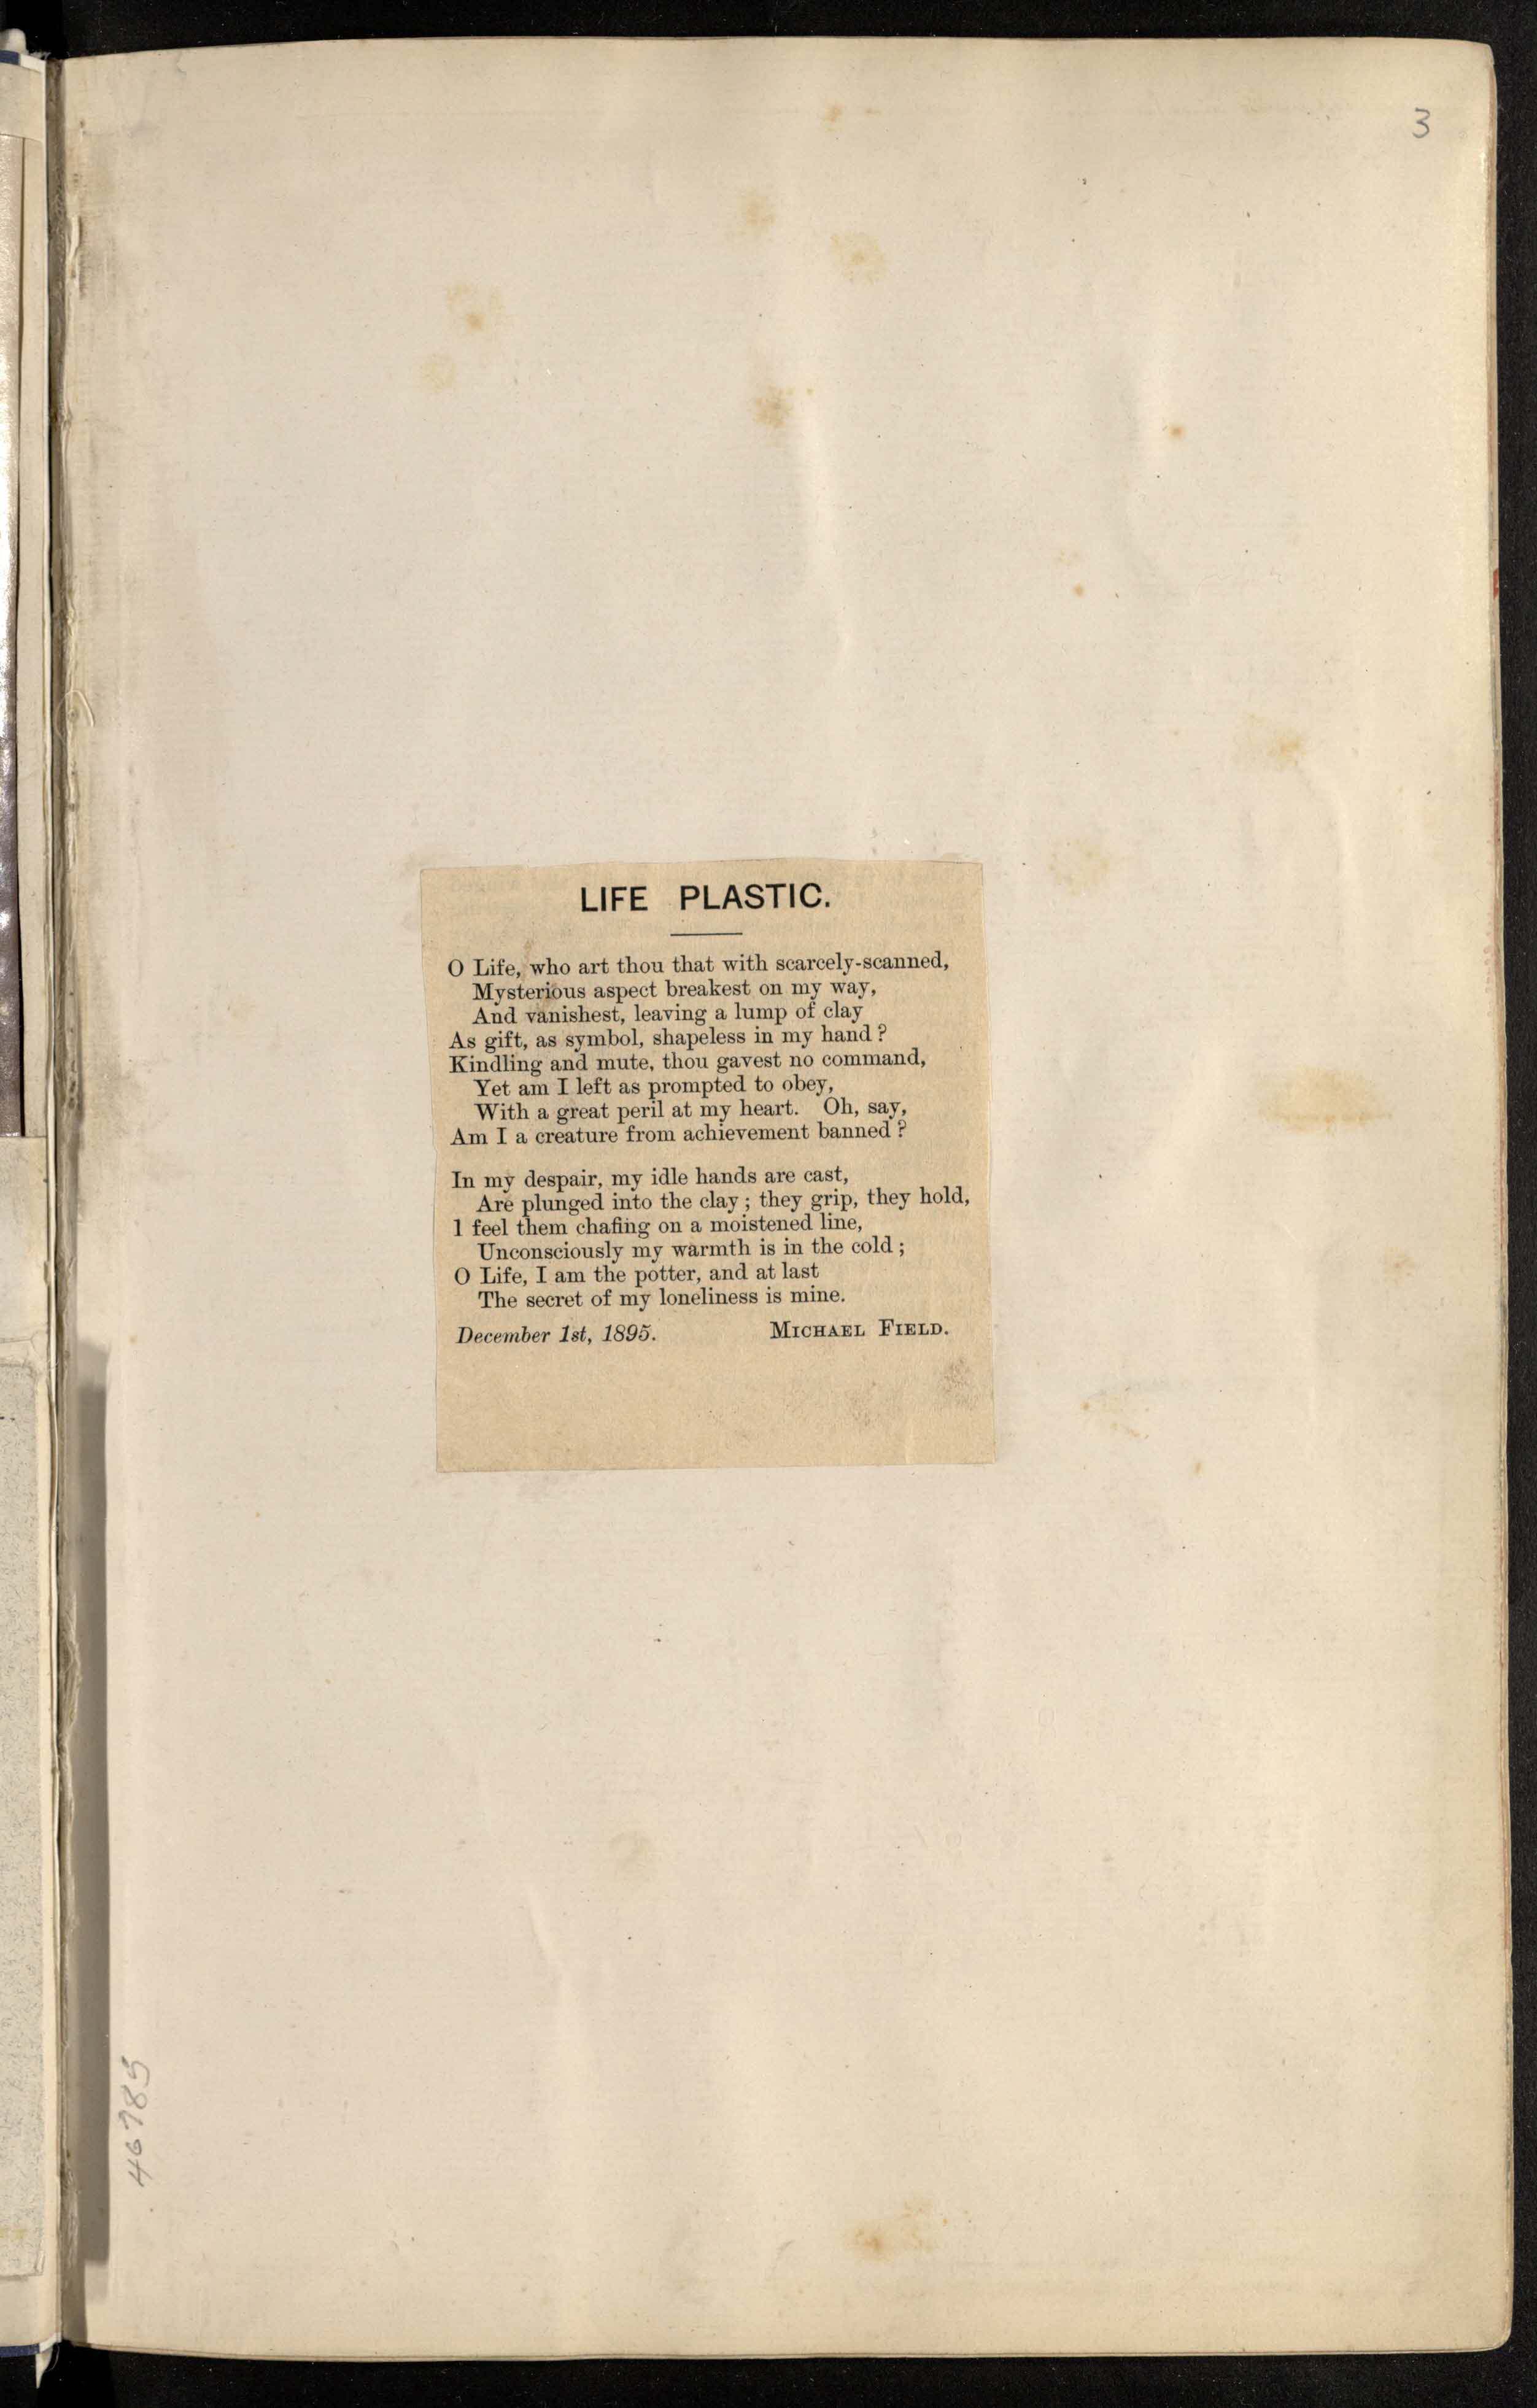 3
LIFE PLASTIC.
O Life, who art thou that with scarcely-scanned,
Mysterious aspect breakest on my way,
And vanishest, leaving a lump of clay
As gift, as symbol, shapeless in my hand ?
Kindling and mute, thou gavest no command,
Yet am I left as prompted to obey,
With a great peril at my heart. Oh, say,
Am I a creature from achievement banned ?
In my despair, my idle hands are cast,
Are plunged into the clay ; they grip, they hold,
I feel them chafing on a moistened line,
Unconsciously my warmth is in the cold ;
O Life, I am the potter, and at last
The secret of my loneliness is mine.
December 1st, 1895. MICHAEL FIELD.
46785